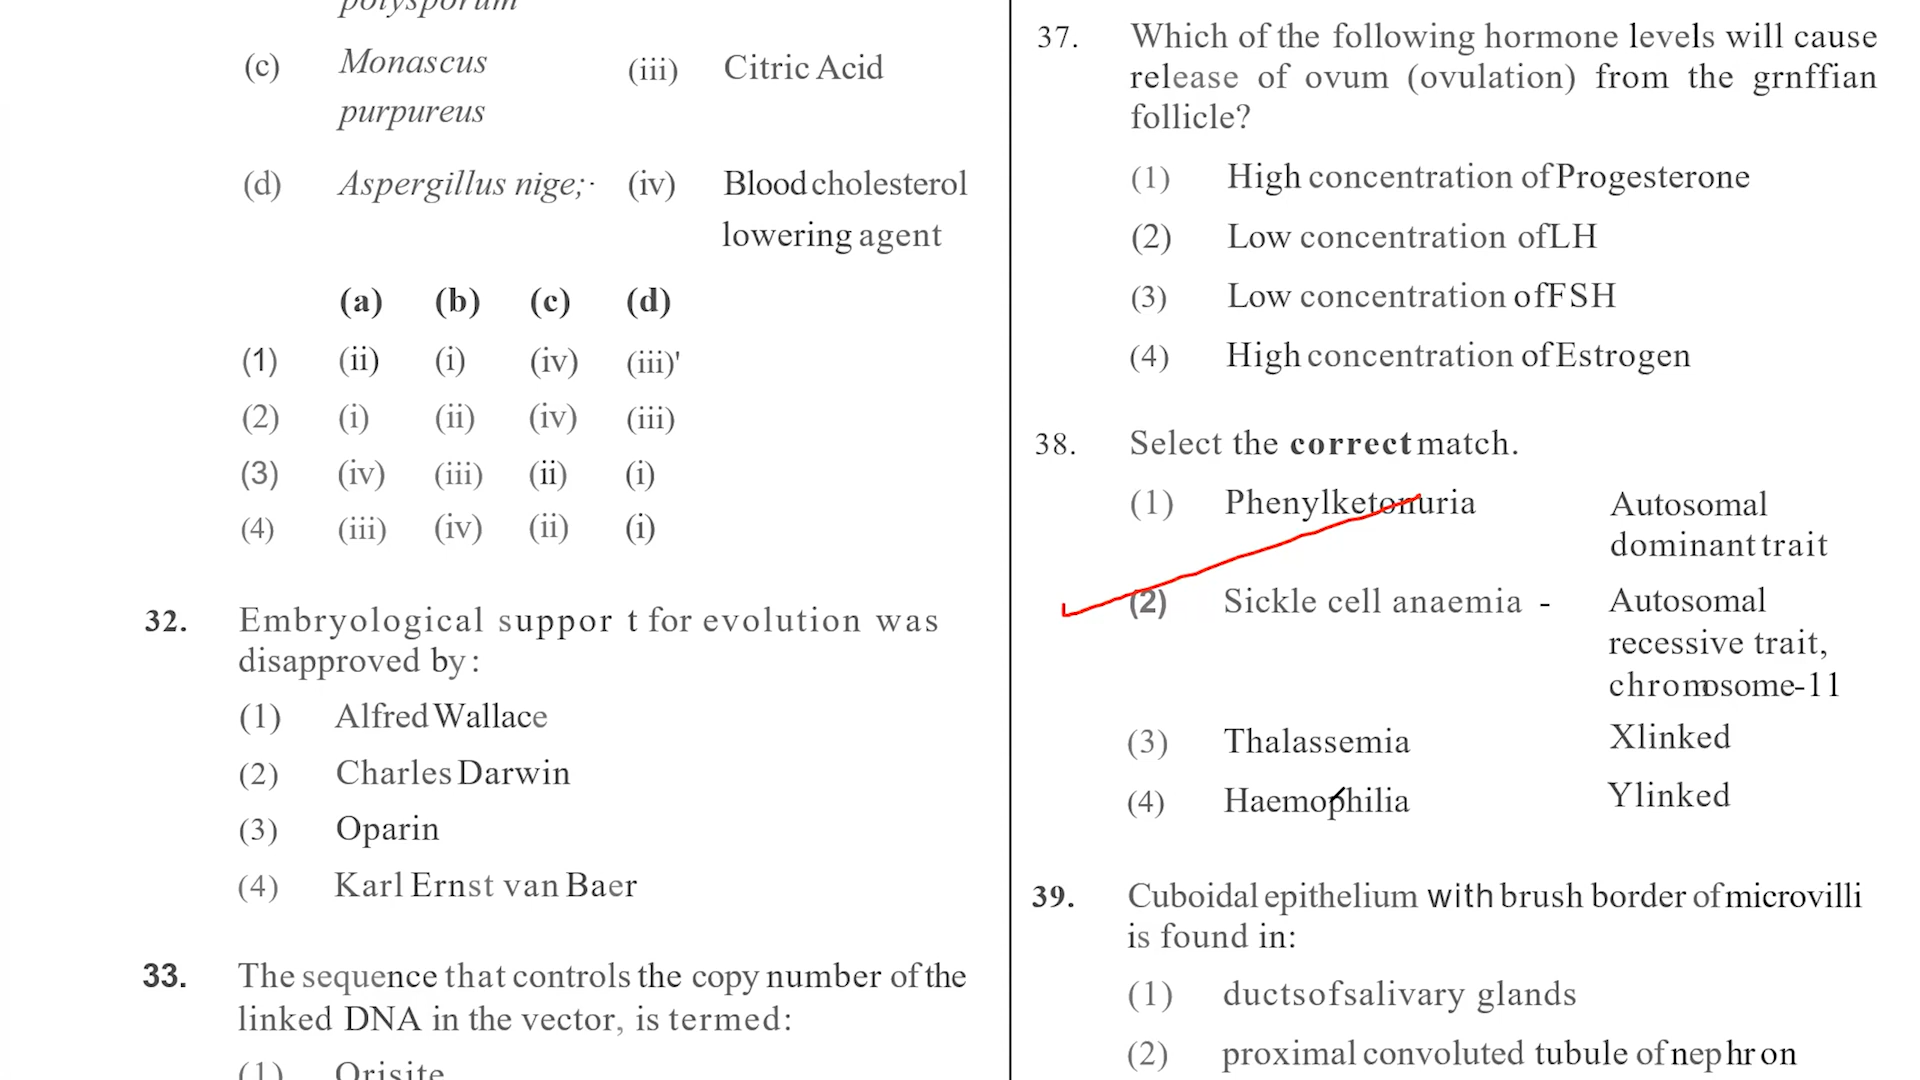 polysporum
(c) Monascus (iii) Citric Acid
purpureus
(d) Aspergillus nige;· (iv) Blood cholesterol
lowering agent
(a) (b) (c) (d)
(1) (ii) (i) (iv) (iii)'
(2) (i) (ii) (iv) (iii)
(3) (iv) (iii) (ii) (i)
(4) (iii) (iv) (ii) (i)
32. Embryological suppor t for evolution was
disapproved by:
(1) Alfred Wallace
(2) Charles Darwin
(3) Oparin
(4) Karl Ernst van Baer
33. The sequence that controls the copy number of the
linked DNA in the vector, is termed:
(1) Ori site
37. Which of the following hormone levels will cause
release of ovum (ovulation) from the grnffian
follicle?
(1) High concentration of Progesterone
(2) Low concentration of LH
(3) Low concentration of FSH
(4) High concentration of Estrogen
38. Select the correct match.
(1) Phenylketonuria Autosomal
dominant trait
(2) Sickle cell anaemia - Autosomal
recessive trait,
chromosome-11
(3) Thalassemia X linked
(4) Haemophilia Y linked
39. Cuboidal epithelium with brush border of microvilli
is found in:
(1) ducts of salivary glands
(2) proximal convoluted tubule of nephron